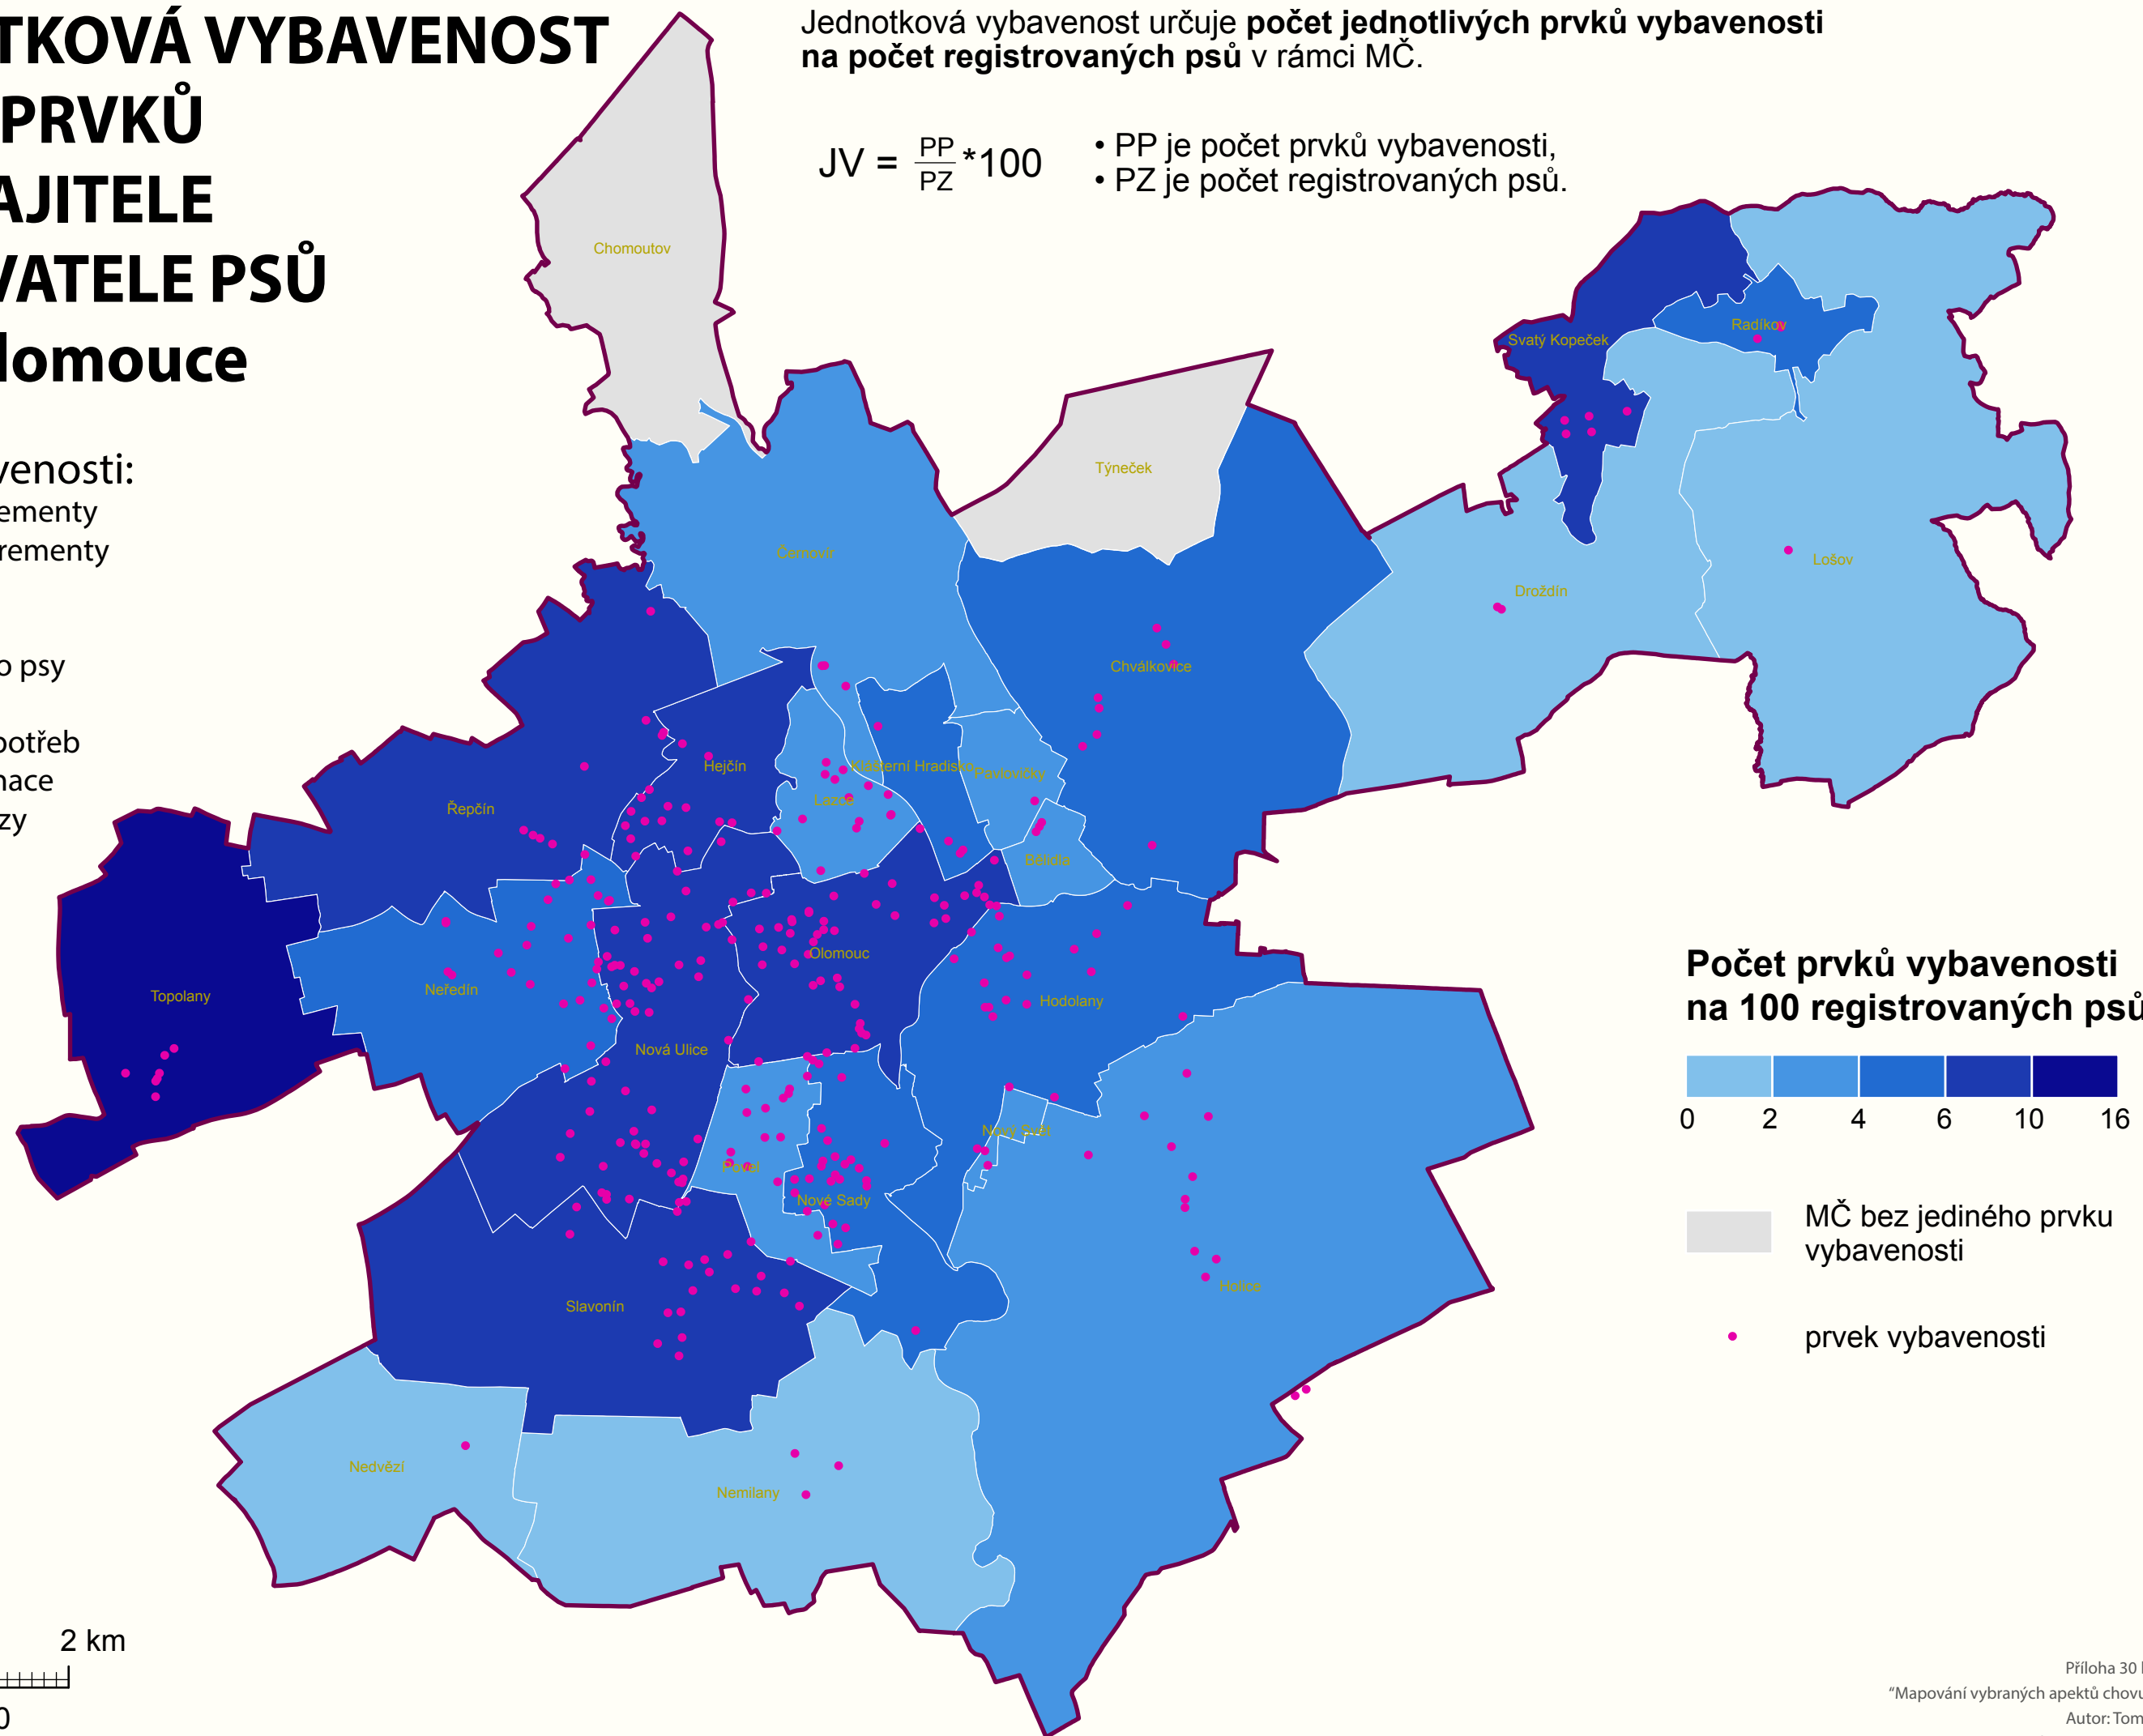 TKOVÁ VYBAVENOST
PRVKŮ
AJITELE
VATELE PSŮ
lomouce
Jednotková vybavenost určuje počet jednotlivých prvků vybavenosti
na počet registrovaných psů v rámci MČ.
JV = PP/PZ *100
• PP je počet prvků vybavenosti,
• PZ je počet registrovaných psů.
venosti:
ementy
rementy
o psy
potřeb
nace
zy
Chomoutov
Týneček
Svatý Kopeček
Radíkov
Černovír
Lošov
Droždín
Chválkovice
Hejčín
Klášterní Hradisko
Pavlovičky
Lazce
Řepčín
Bělidla
Olomouc
Neředín
Topolany
Hodolany
Nová Ulice
Nový Svět
Povel
Nové Sady
Holice
Slavonín
Nedvězí
Nemilany
Počet prvků vybavenosti
na 100 registrovaných psů
0 2 4 6 10 16
MČ bez jediného prvku
vybavenosti
prvek vybavenosti
2 km
0
Příloha 30
“Mapování vybraných apektů chovu
Autor: Tom